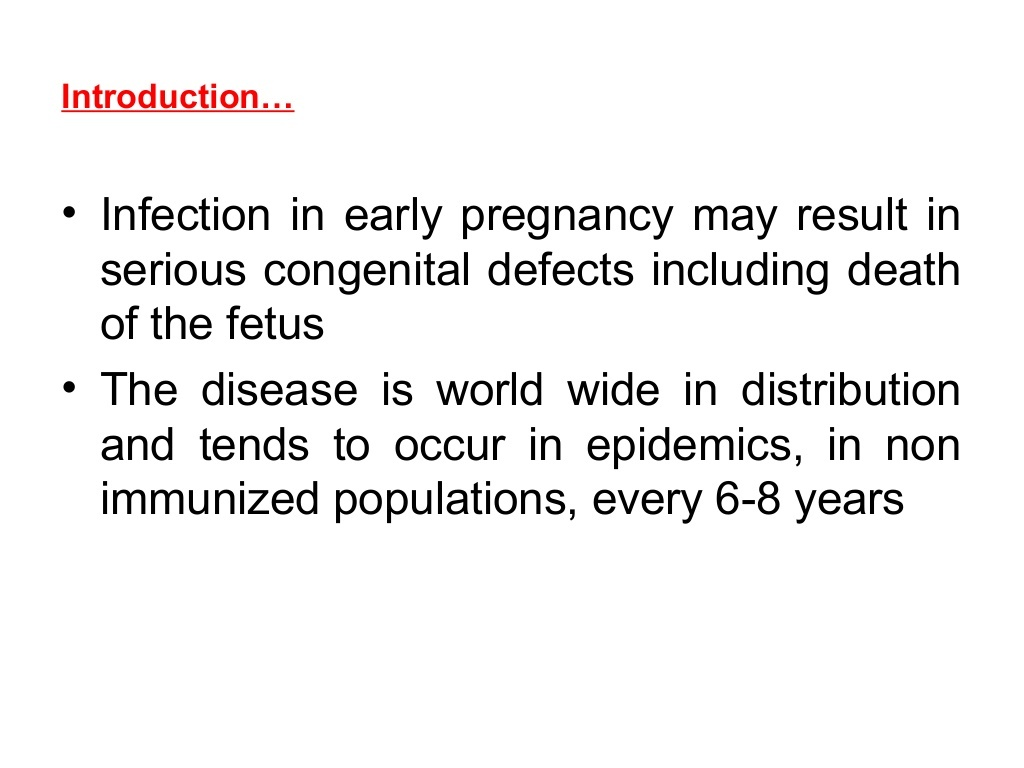 Introduction…
• Infection in early pregnancy may result in
serious congenital defects including death
of the fetus
• The disease is world wide in distribution
and tends to occur in epidemics, in non
immunized populations, every 6-8 years